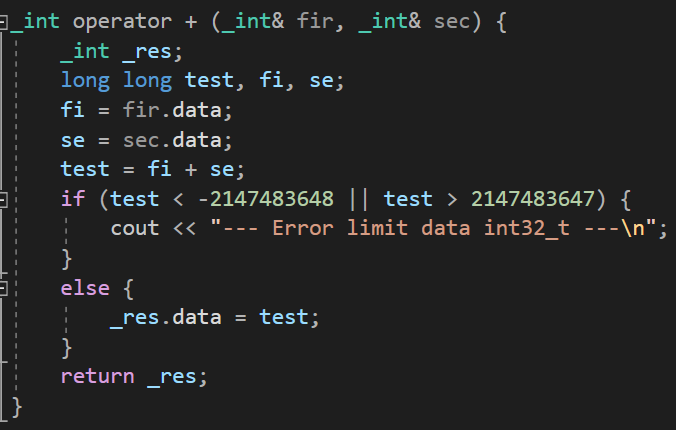 _int operator + (_int& fir, _int& sec) {
    _int _res;
    long long test, fi, se;
    fi = fir.data;
    se = sec.data;
    test = fi + se;
    if (test < -2147483648 || test > 2147483647) {
        cout << "--- Error limit data int32_t ---\n";
    }
    else {
        _res.data = test;
    }
    return _res;
}